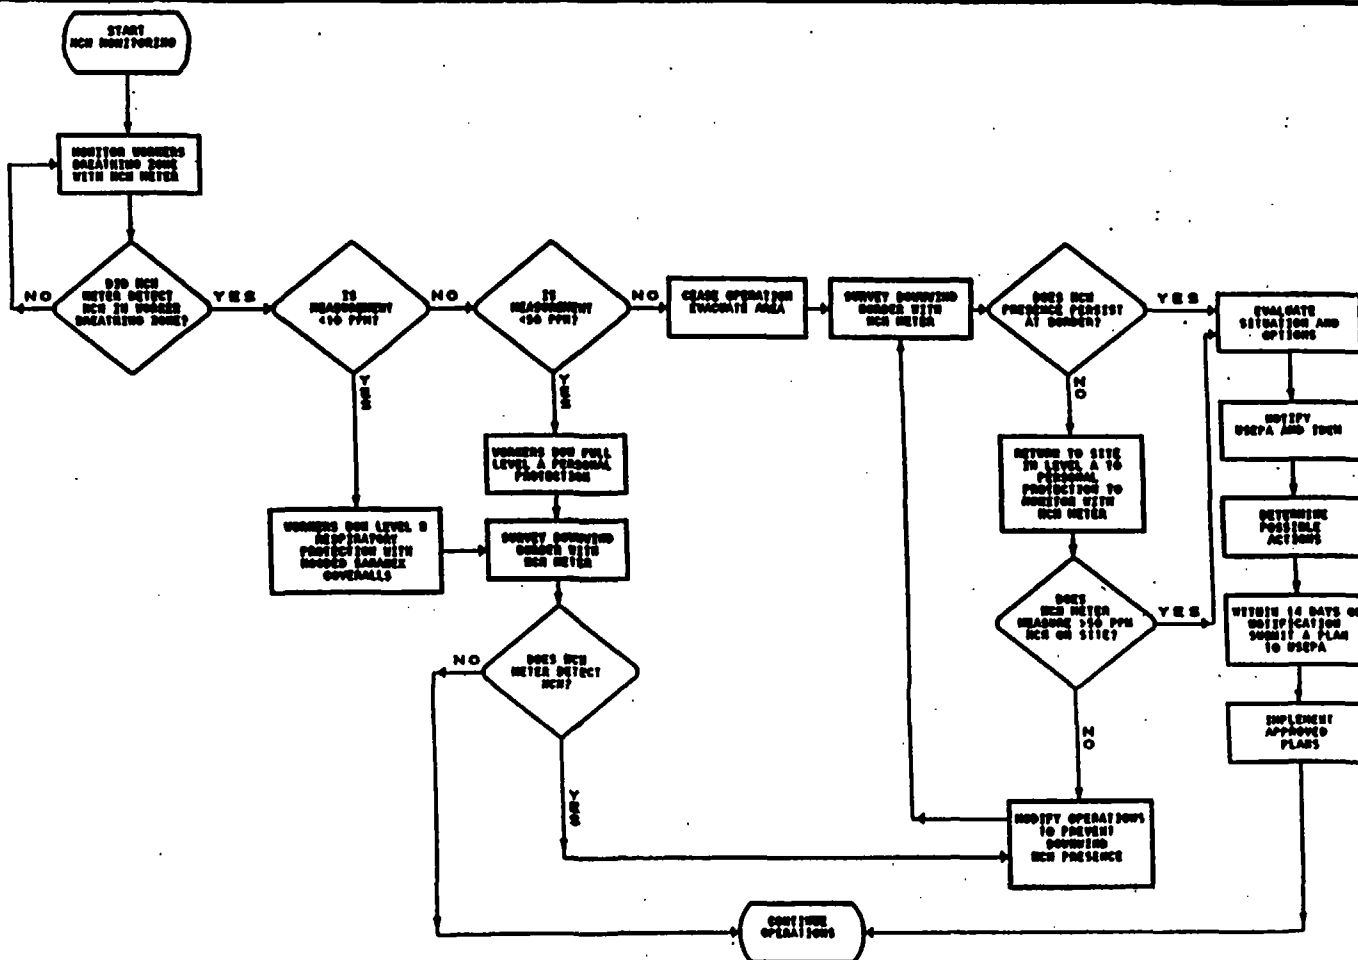 START
HCN MONITORING
MONITOR WORKERS
BREATHING ZONE
WITH HCN METER
DID HCN
METER DETECT
HCN IN WORKER
BREATHING ZONE?
NO
YES
IS
MEASUREMENT
<10 PPM?
NO
YES
IS
MEASUREMENT
<50 PPM?
NO
YES
CEASE OPERATION
EVACUATE AREA
SURVEY DOWNWIND
BORDER WITH
HCN METER
DOES HCN
PRESENCE PERSIST
AT BORDER?
YES
NO
EVALUATE
SITUATION AND
OPTIONS
NOTIFY
USEPA AND IDEM
DETERMINE
POSSIBLE
ACTIONS
WITHIN 14 DAYS OF
NOTIFICATION
SUBMIT A PLAN
TO USEPA
IMPLEMENT
APPROVED
PLANS
WORKERS DON FULL
LEVEL A PERSONAL
PROTECTION
RETURN TO SITE
IN LEVEL A TO
PERSONAL
PROTECTION TO
MONITOR WITH
HCN METER
WORKERS DON LEVEL B
RESPIRATORY
PROTECTION WITH
HOODED SARANEX
COVERALLS
SURVEY DOWNWIND
BORDER WITH
HCN METER
DOES
HCN METER
MEASURE >50 PPM
HCN ON SITE?
YES
NO
DOES HCN
METER DETECT
HCN?
NO
YES
MODIFY OPERATIONS
TO PREVENT
DOWNWIND
HCN PRESENCE
CONTINUE
OPERATIONS